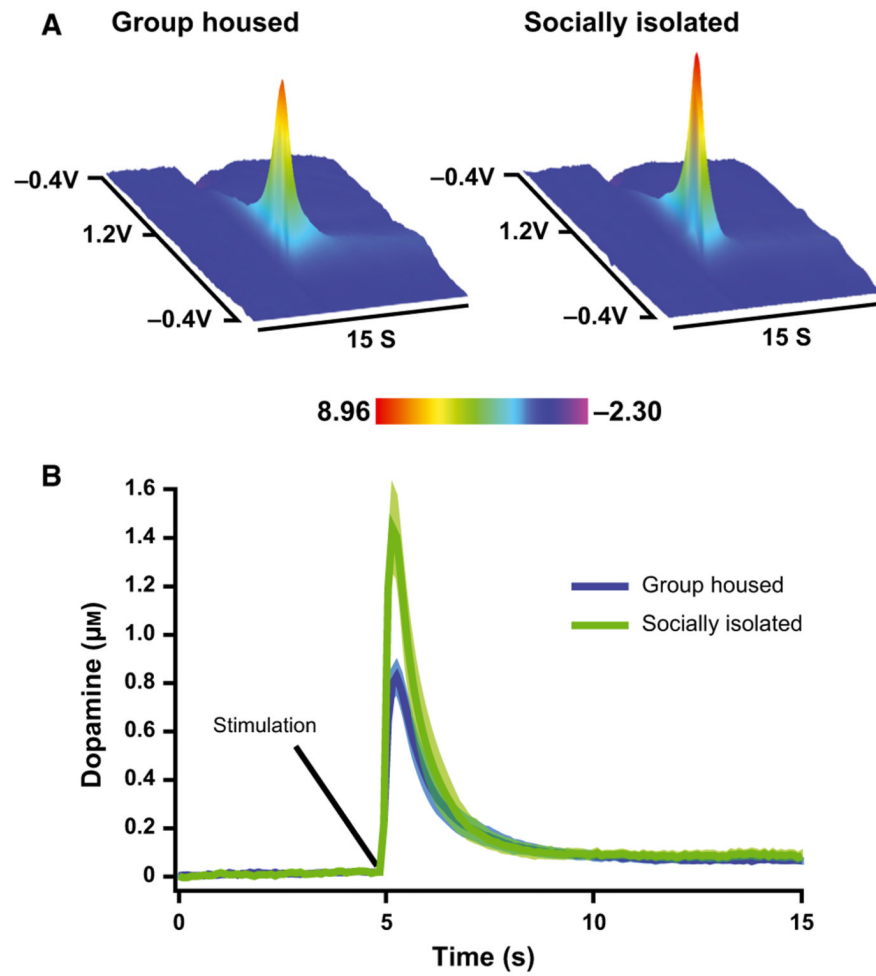 A
Group housed
Socially isolated
–0.4V
1.2V
–0.4V
15 S
–0.4V
1.2V
–0.4V
15 S
8.96
–2.30
B
1.6
1.4
1.2
1.0
0.8
0.6
0.4
0.2
0
Dopamine (µM)
Group housed
Socially isolated
Stimulation
0
5
10
15
Time (s)